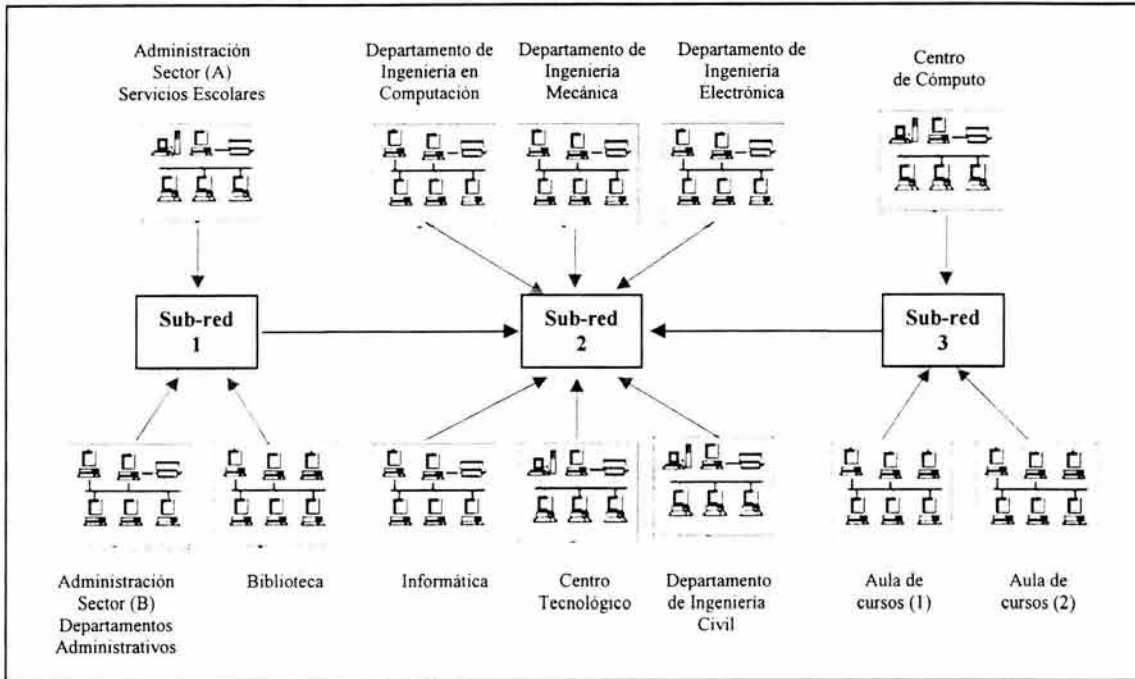 Administración
Sector (A)
Servicios Escolares
Departamento de
Ingeniería en
Computación
Departamento de
Ingeniería
Mecánica
Departamento de
Ingeniería
Electrónica
Centro
de Cómputo
Sub-red
1
Sub-red
2
Sub-red
3
Administración
Sector (B)
Departamentos
Administrativos
Biblioteca
Informática
Centro
Tecnológico
Departamento
de Ingeniería
Civil
Aula de
cursos (1)
Aula de
cursos (2)